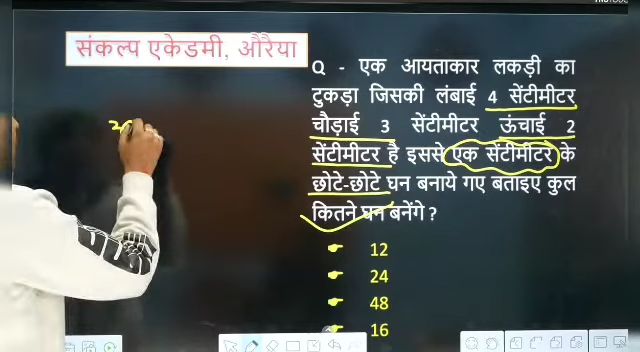 संकल्प एकेडमी, औरैया
Q - एक आयताकार लकड़ी का
टुकड़ा जिसकी लंबाई 4 सेंटीमीटर
चौड़ाई 3 सेंटीमीटर ऊंचाई 2
सेंटीमीटर है इससे एक सेंटीमीटर के
छोटे-छोटे घन बनाये गए बताइए कुल
कितने घन बनेंगे ?
12
24
48
16